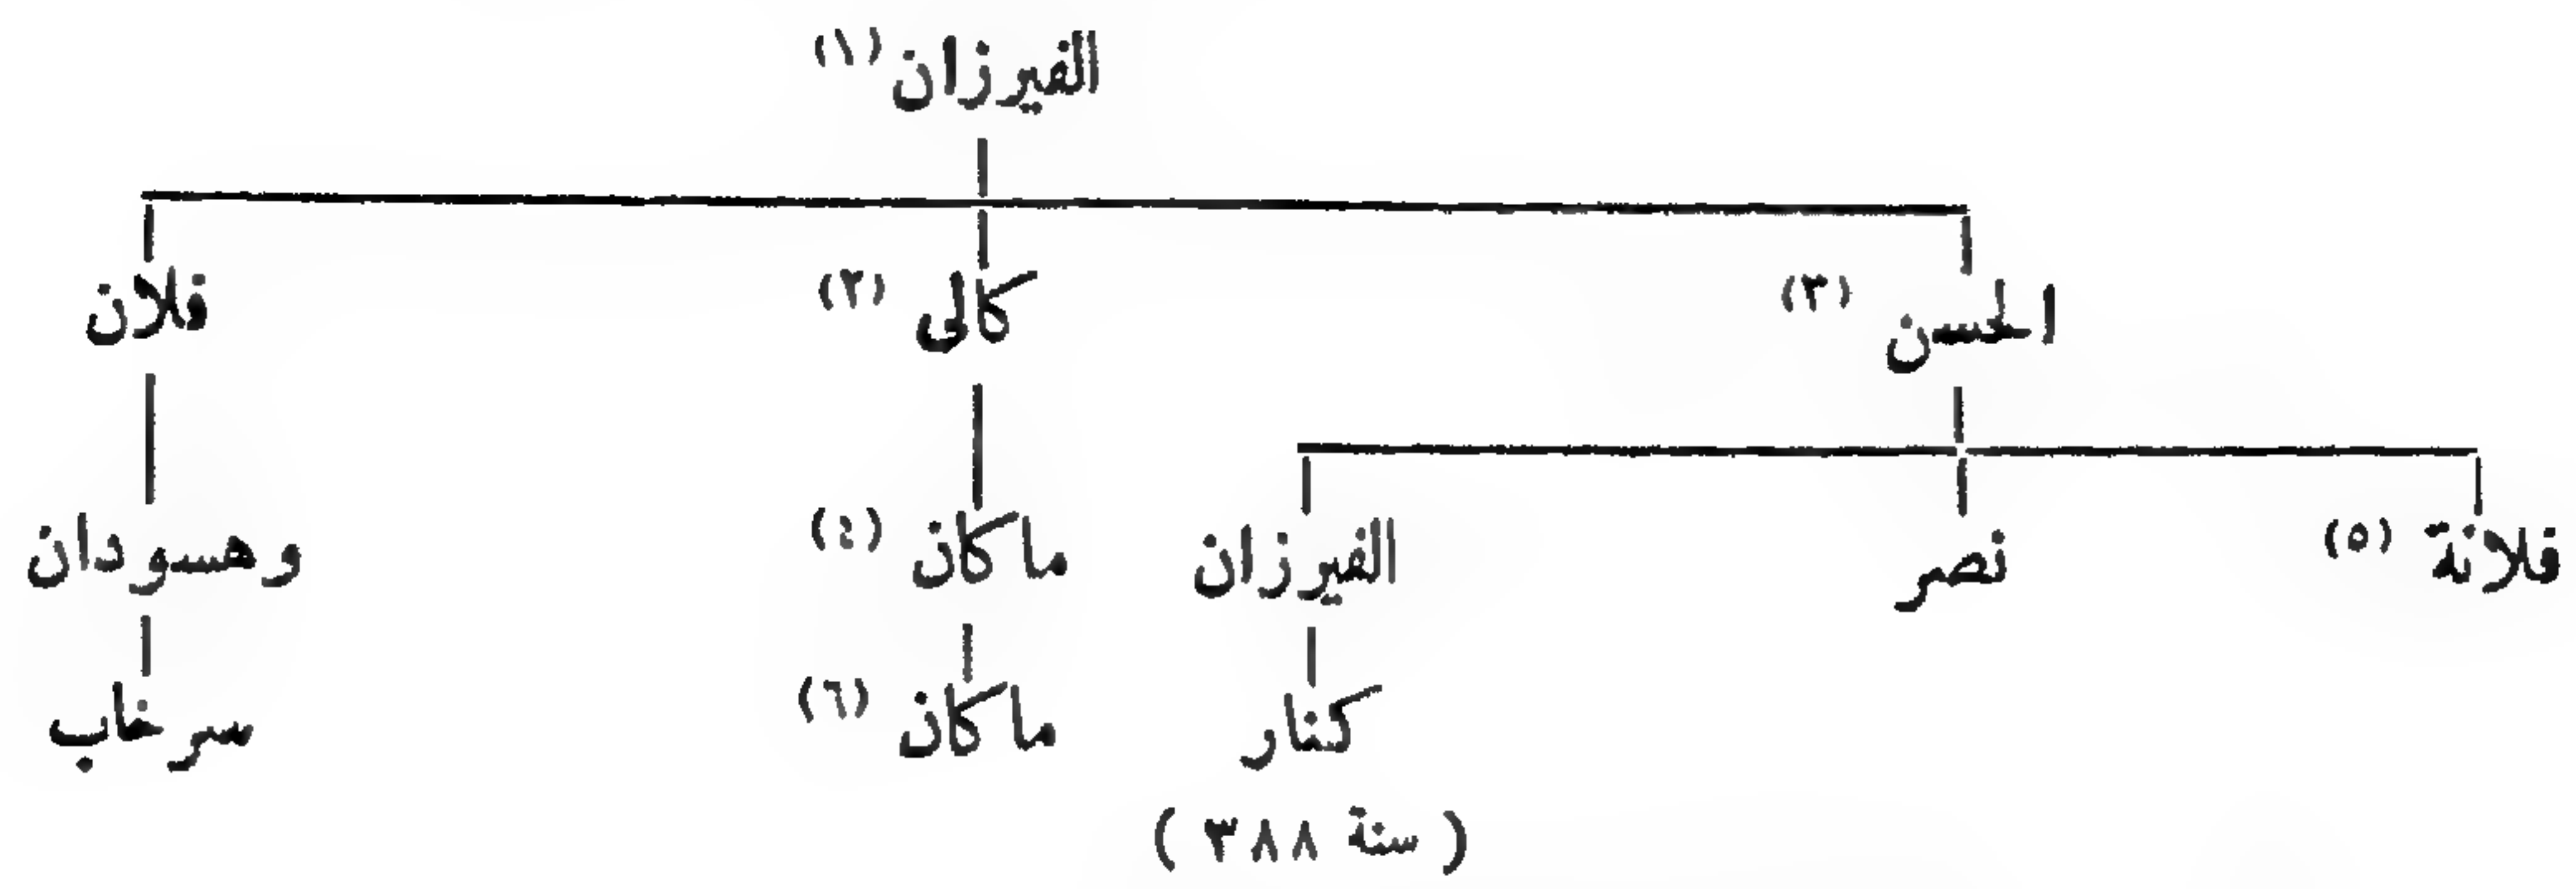 الفيرزان (١)
الحسن (٣) كالى (٢) فلان
فلانة (٥) نصر الفيرزان ماكان (٤) وهسودان
كنار ماكان (٦) سرخاب
( سنة ٣٨٨ )